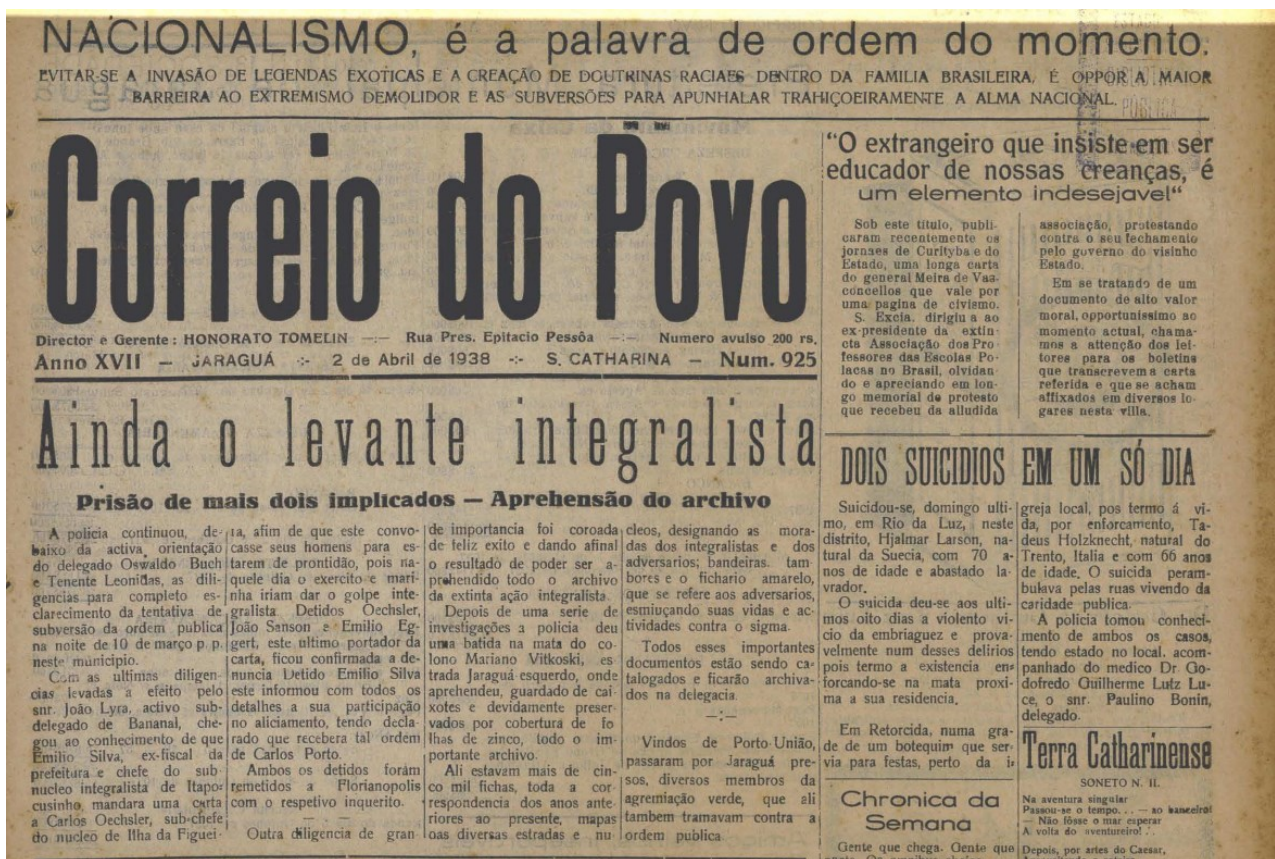 NACIONALISMO, é a palavra de ordem do momento.
EVITAR-SE A INVASÃO DE LEGENDAS EXOTICAS E A CREAÇÃO DE DOUTRINAS RACIAES DENTRO DA FAMILIA BRASILEIRA, É OPPOR A MAIOR
BARREIRA AO EXTREMISMO DEMOLIDOR E AS SUBVERSÕES PARA APUNHALAR TRAHIÇOEIRAMENTE A ALMA NACIONAL.
Correio do Povo
Director e Gerente : HONORATO TOMELIN —:— Rua Pres. Epitacio Pessôa —:— Numero avulso 200 rs.
Anno XVII — JARAGUÁ -:- 2 de Abril de 1938 -:- S. CATHARINA — Num. 925
"O extrangeiro que insiste em ser
educador de nossas creanças, é
um elemento indesejavel"
Sob este titulo, publi-
caram recentemente os
jornaes de Curityba e do
Estado, uma longa carta
do general Meira de Vas-
concellos que vale por
uma pagina de civismo.
S. Excia. dirigiu a ao
ex-presidente da extin-
cta Associação dos Pro-
fessores das Escolas Po-
lacas no Brasil, olvidan-
do e apreciando em lon-
go memorial de protesto
que recebeu da alludida
associação, protestando
contra o seu fechamento
pelo governo do visinho
Estado.
Em se tratando de um
documento de alto valor
moral, opportunissimo ao
momento actual, chama-
mos a attenção dos lei-
tores para os boletins
que transcrevem a carta
referida e que se acham
affixados em diversos lo-
gares nesta villa.
Ainda o levante integralista
Prisão de mais dois implicados — Aprehensão do archivo
A policia continuou, de-
baixo da activa orientação
do delegado Oswaldo Buch
e Tenente Leonidas, as dili-
gencias para completo es-
clarecimento da tentativa de
subversão da ordem publica
na noite de 10 de março p. p.
neste municipio.
Com as ultimas diligen-
cias levadas a efeito pelo
snr. João Lyra, activo sub-
delegado de Bananal, che-
gou ao conhecimento de que
Emilio Silva, ex-fiscal da
prefeitura e chefe do sub-
nucleo integralista de Itapo-
cusinho, mandara uma carta
a Carlos Oechsler, sub-chefe
do nucleo de Ilha da Figuei-
ra, afim de que este convo-
casse seus homens para es-
tarem de prontidão, pois na-
quele dia o exercito e mari-
nha iriam dar o golpe inte-
gralista Detidos Oechsler,
João Sanson e Emilio Eg-
gert, este ultimo portador da
carta, ficou confirmada a de-
nuncia Detido Emilio Silva
este informou com todos os
detalhes a sua participação
no aliciamento, tendo decla-
rado que recebera tal ordem
de Carlos Porto.
Ambos os detidos foram
remetidos a Florianopolis
com o respetivo inquerito.
— —
Outra diligencia de gran
de importancia foi coroada
de feliz exito e dando afinal
o resultado de poder ser a-
prehendido todo o archivo
da extinta ação integralista.
Depois de uma serie de
investigações a policia deu
uma batida na mata do co-
lono Mariano Vitkoski, es
trada Jaraguá esquerdo, onde
aprehendeu, guardado de cai-
xotes e devidamente preser-
vados por cobertura de fo
lhas de zinco, todo o im-
portante archivo.
Ali estavam mais de cin-
co mil fichas, toda a cor-
respondencia dos anos ante-
riores ao presente, mapas
oas diversas estradas e nu-
cleos, designando as mora-
das dos integralistas e dos
adversarios; bandeiras. tam-
bores e o fichario amarelo,
que se refere aos adversarios,
esmiuçando suas vidas e ac-
tividades contra o sigma.
Todos esses importantes
documentos estão sendo ca-
talogados e ficarão archiva-
dos na delegacia.
—:—
Vindos de Porto União,
passaram por Jaraguá pre-
sos, diversos membros da
agremiação verde, que ali
tambem tramavam contra a
ordem publica.
DOIS SUICIDIOS EM UM SÓ DIA
Suicidou-se, domingo ulti-
mo, em Rio da Luz, neste
distrito, Hjalmar Larson, na-
tural da Suecia, com 70 a-
nos de idade e abastado la-
vrador.
O suicida deu-se aos ulti-
mos oito dias a violento vi-
cio da embriaguez e prova-
velmente num desses delirios
pois termo a existencia en-
forcando-se na mata proxi-
ma a sua residencia.
Em Retorcida, numa gra-
de de um botequim que ser-
via para festas, perto da i-
greja local, pos termo á vi-
da, por enforcamento, Ta-
deus Holzknecht, natural do
Trento, Italia e com 66 anos
de idade. O suicida peram-
bulava pelas ruas vivendo da
caridade publica.
A policia tomou conheci-
mento de ambos os casos,
tendo estado no local. acom-
panhado do medico Dr. Go-
dofredo Guilherme Lutz Lu-
ce, o snr. Paulino Bonin,
delegado.
Chronica da
Semana
Gente que chega. Gente que
Terra Catharinense
SONETO N. II.
Na aventura singular
Passou-se o tempo. . . — ao banseiro!
— Não fôsse o mar esperar
A volta do aventureiro! . .
Depois, por artes do Caesar,